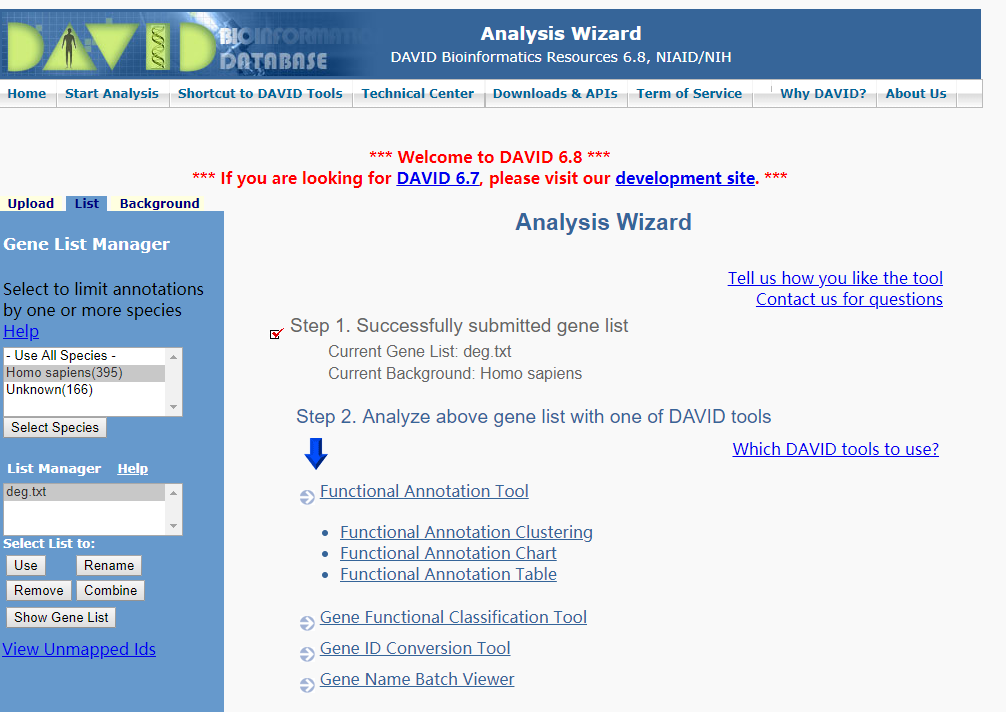 DAVID BIOINFORMATICS
DATABASE
Analysis Wizard
DAVID Bioinformatics Resources 6.8, NIAID/NIH
Home Start Analysis Shortcut to DAVID Tools Technical Center Downloads & APIs Term of Service Why DAVID? About Us
*** Welcome to DAVID 6.8 ***
*** If you are looking for DAVID 6.7, please visit our development site. ***
Upload List Background
Analysis Wizard
Gene List Manager
Tell us how you like the tool
Contact us for questions
Select to limit annotations
by one or more species
Help
- Use All Species -
Homo sapiens(395)
Unknown(166)
Select Species
Step 1. Successfully submitted gene list
Current Gene List: deg.txt
Current Background: Homo sapiens
Step 2. Analyze above gene list with one of DAVID tools
Which DAVID tools to use?
List Manager Help
deg.txt
Select List to:
Use Rename
Remove Combine
Show Gene List
View Unmapped Ids
Functional Annotation Tool
• Functional Annotation Clustering
• Functional Annotation Chart
• Functional Annotation Table
Gene Functional Classification Tool
Gene ID Conversion Tool
Gene Name Batch Viewer